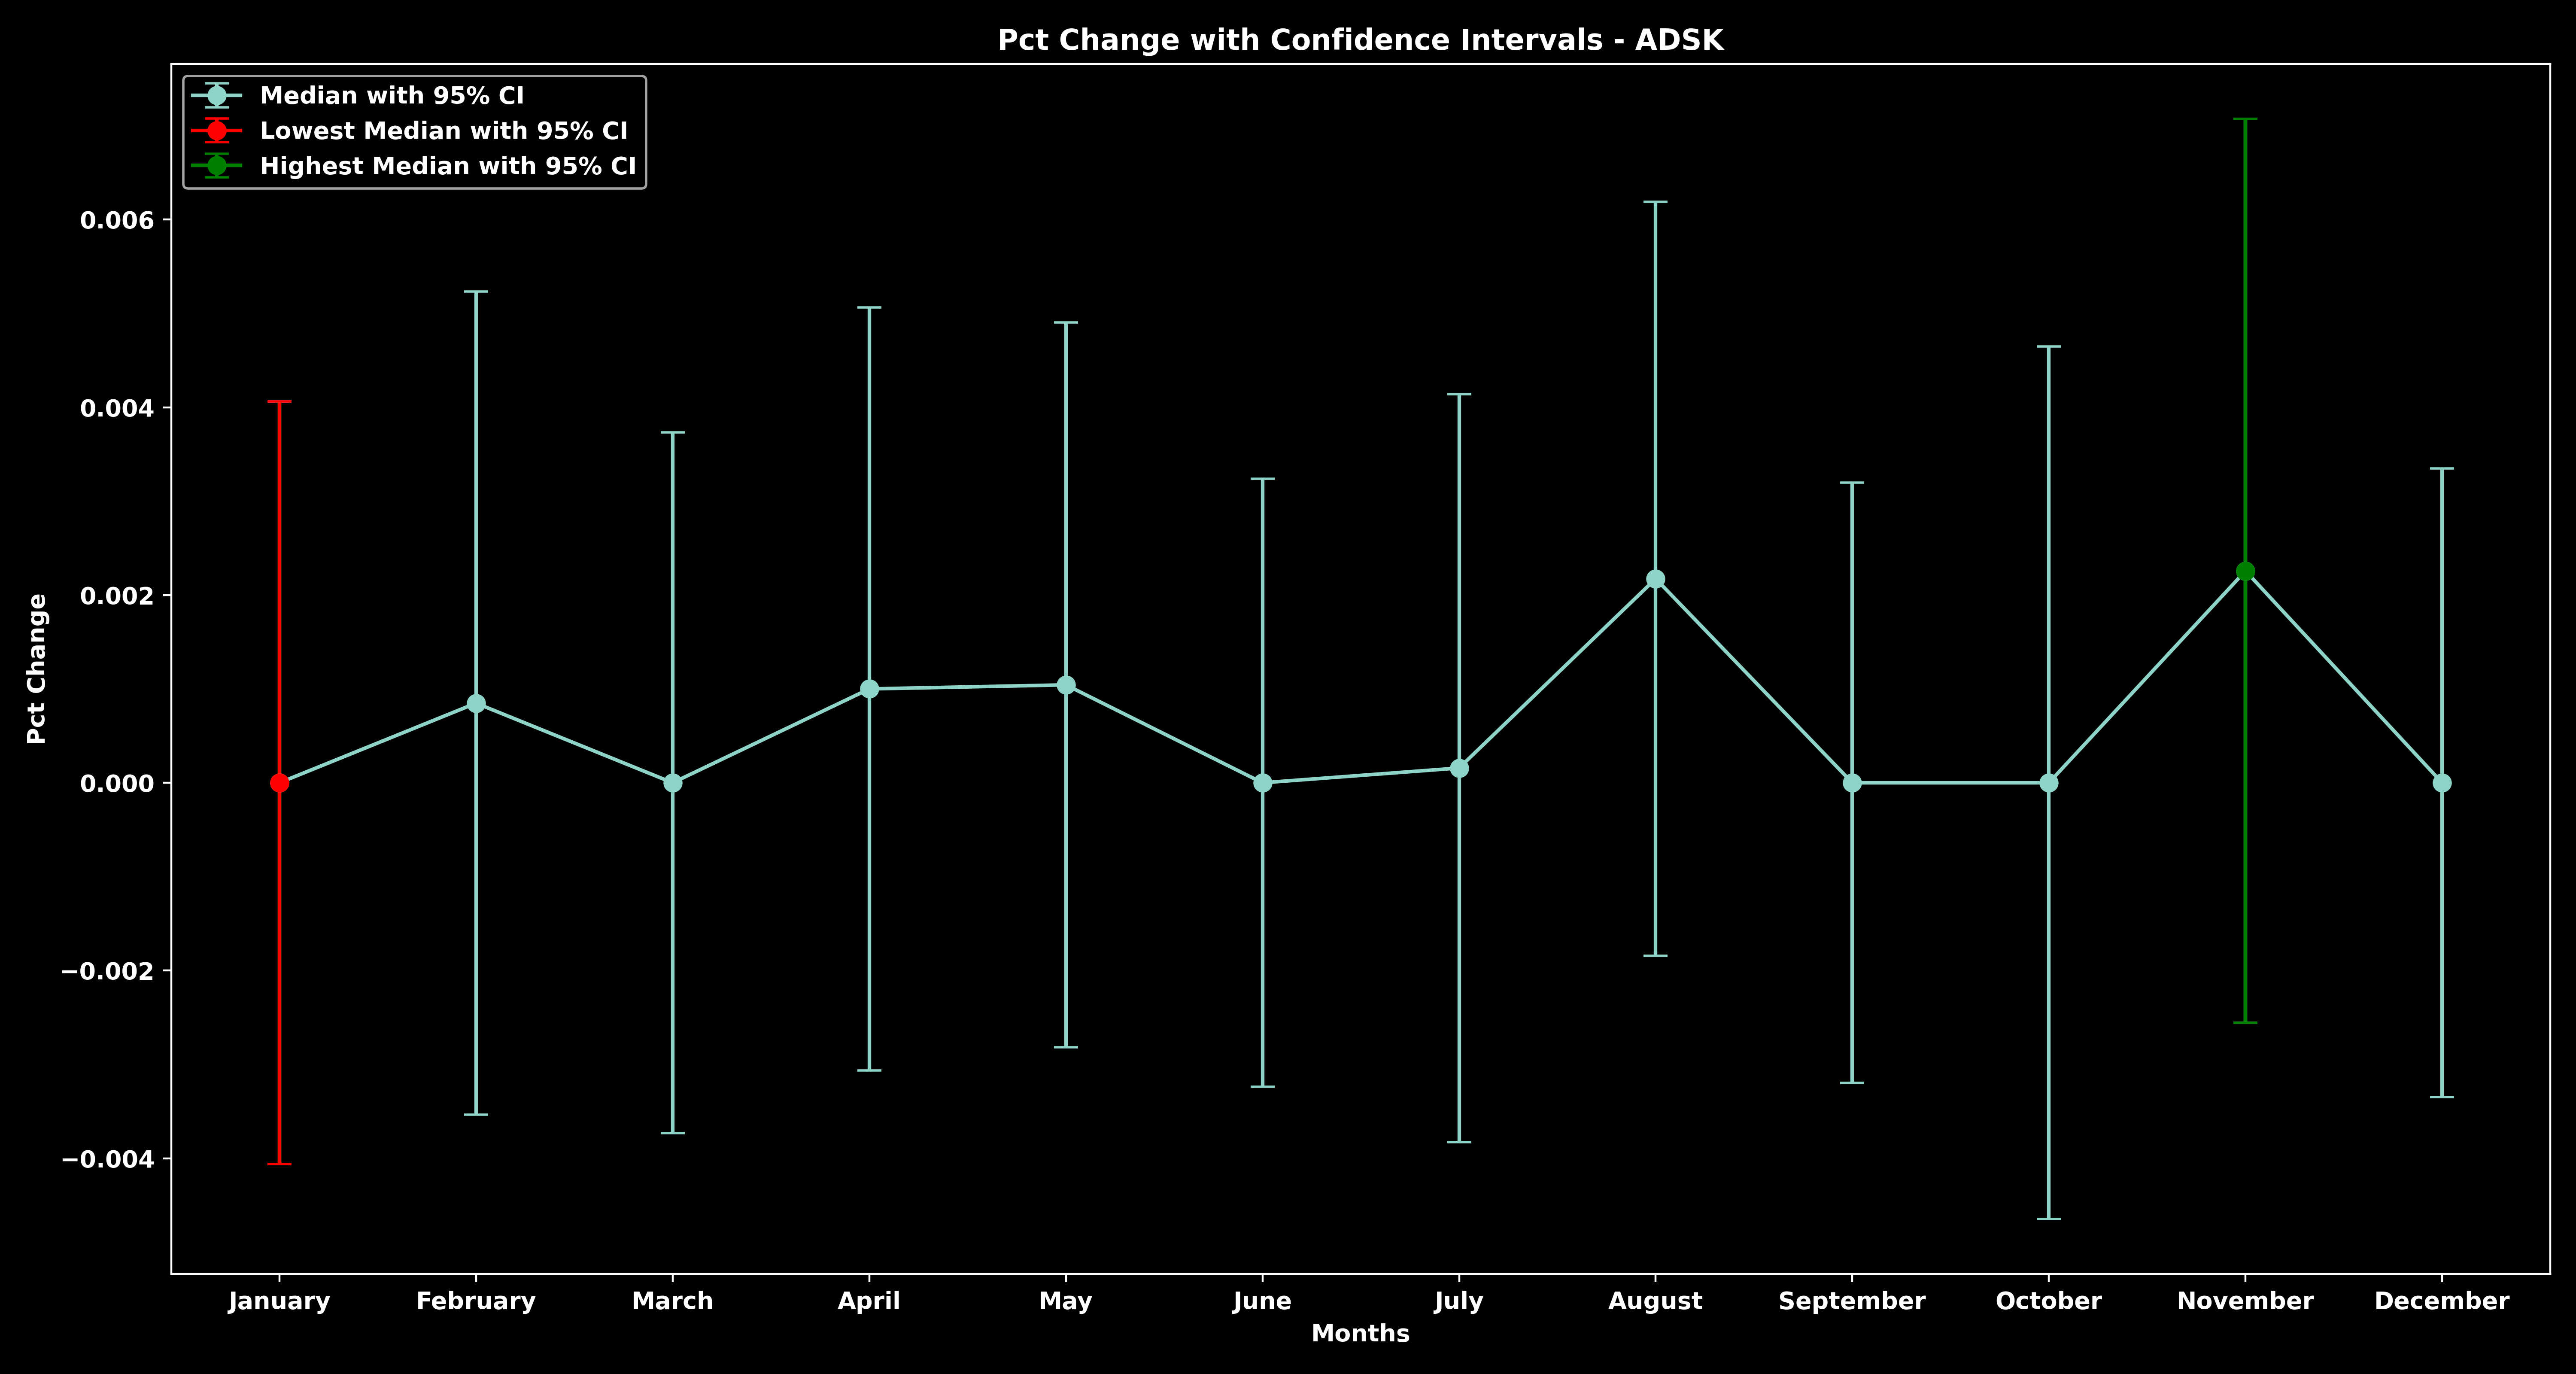 Pct Change with Confidence Intervals - ADSK
Median with 95% CI
Lowest Median with 95% CI
Highest Median with 95% CI
0.006
0.004
0.002
0.000
−0.002
−0.004
Pct Change
January February March April May June July August September October November December
Months